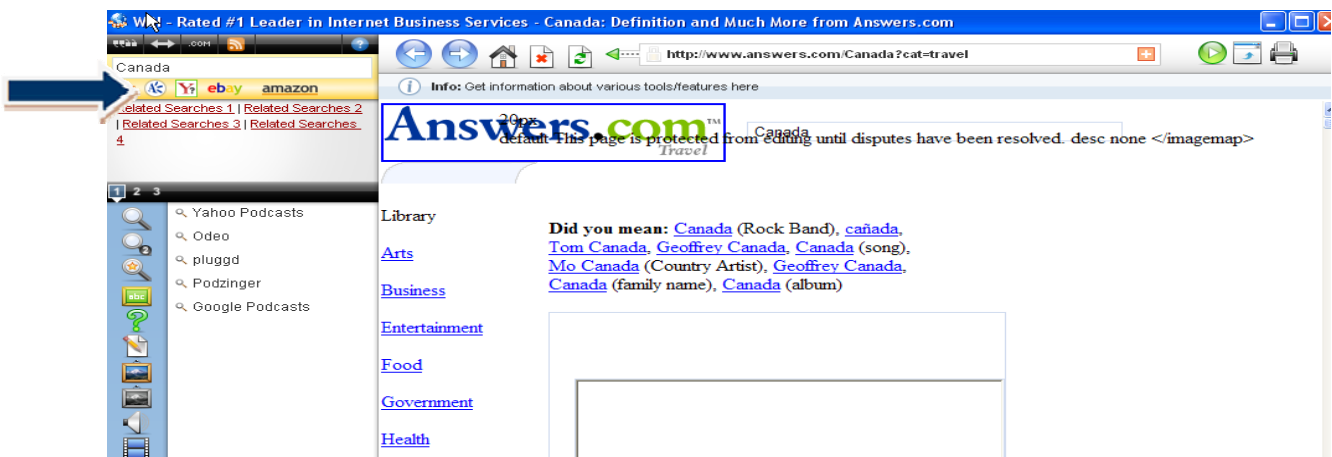 - Rated #1 Leader in Internet Business Services - Canada: Definition and Much More from Answers.com
.COM
?
Canada
http://www.answers.com/Canada?cat=travel
Y! ebay amazon
i Info: Get information about various tools/features here
Related Searches 1 | Related Searches 2
| Related Searches 3 | Related Searches
4
Answers.com™
Travel
20px
Canada
default This page is protected from editing until disputes have been resolved. desc none </imagemap>
1 2 3
Yahoo Podcasts
Odeo
pluggd
Podzinger
Google Podcasts
2
abc
?
Library
Arts
Business
Entertainment
Food
Government
Health
Did you mean: Canada (Rock Band), cañada,
Tom Canada, Geoffrey Canada, Canada (song),
Mo Canada (Country Artist), Geoffrey Canada,
Canada (family name), Canada (album)